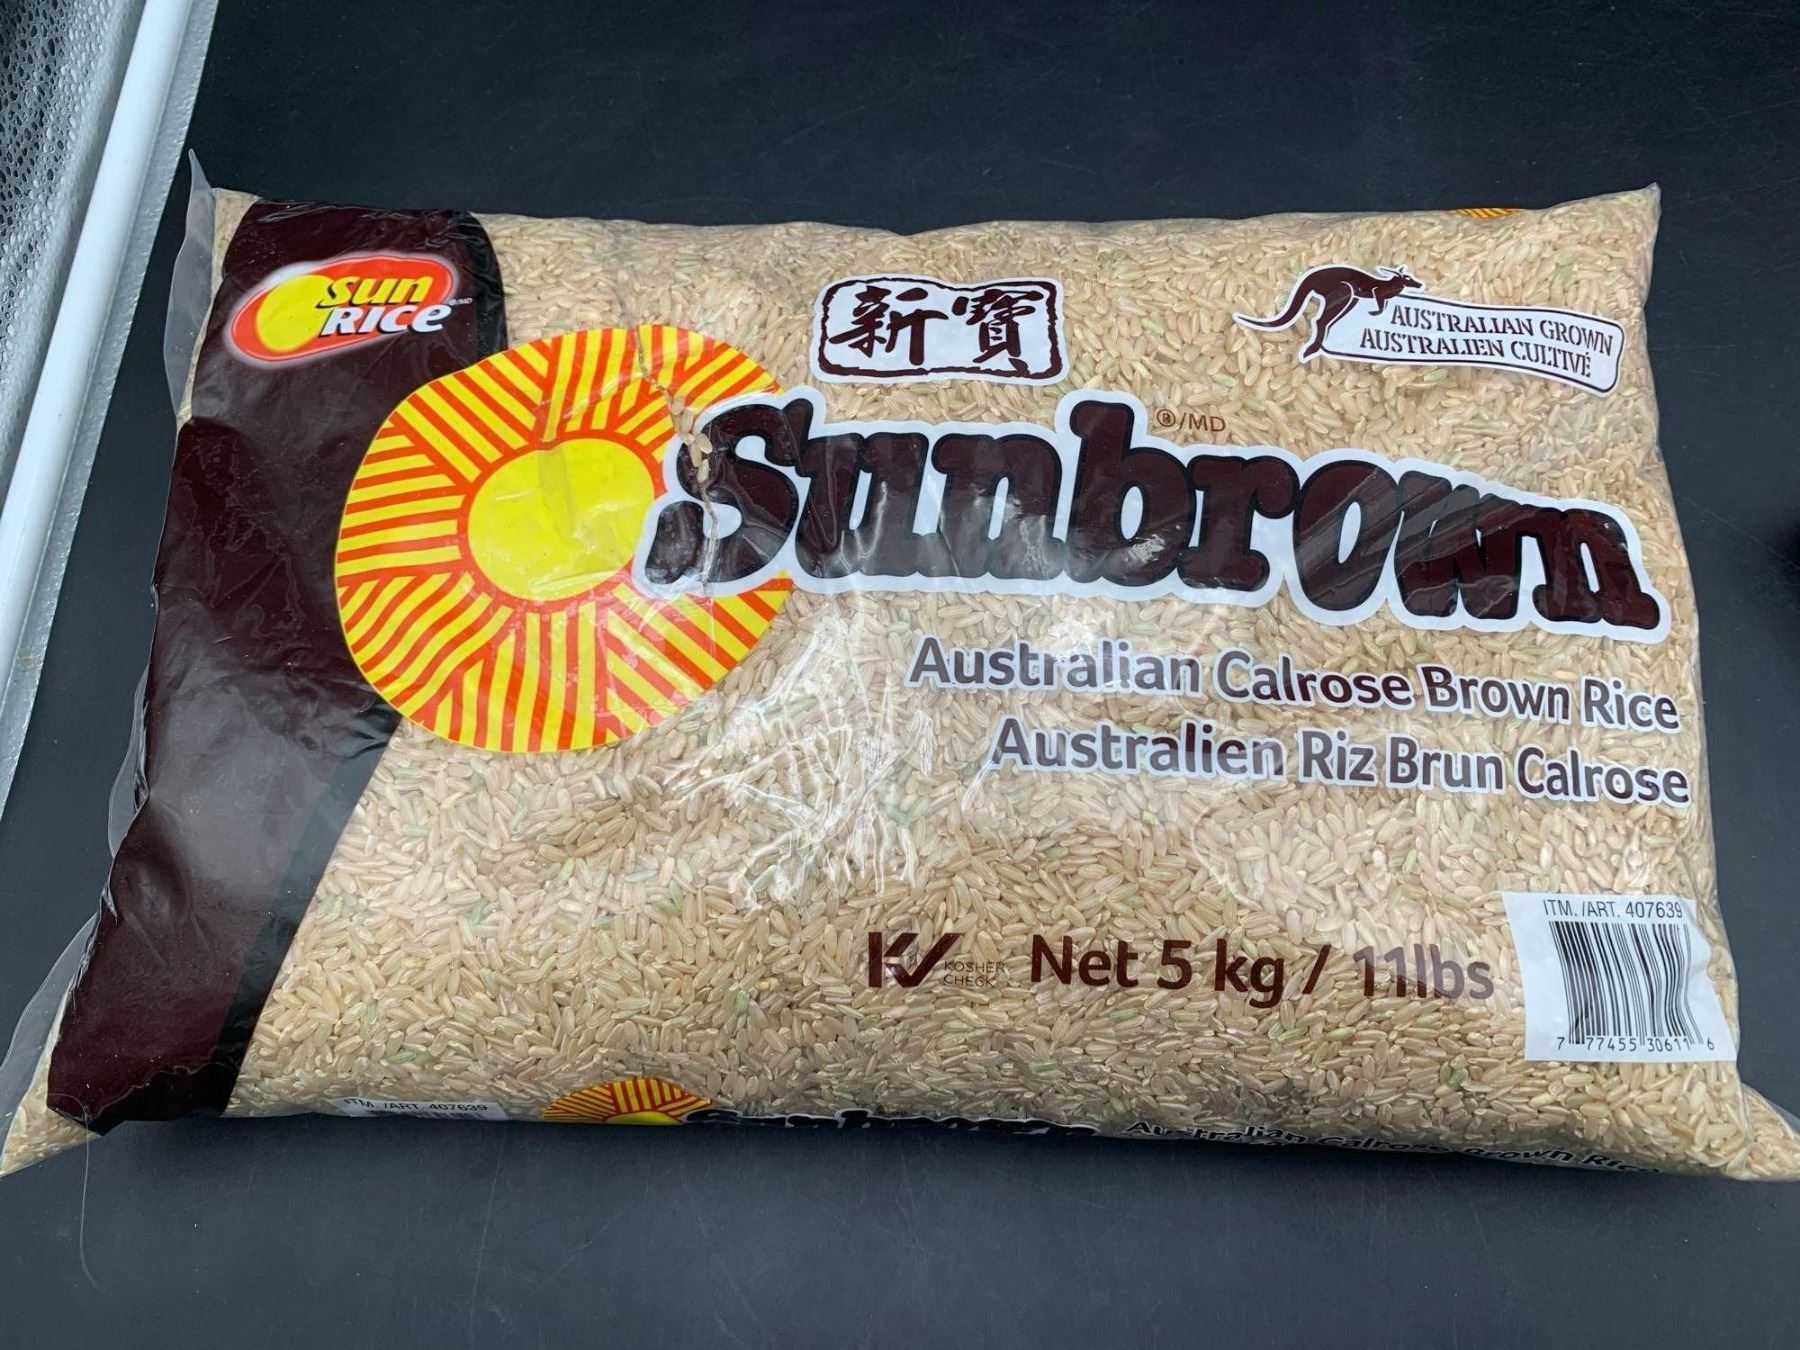 sun
RICe
®/MD
新寶
AUSTRALIAN GROWN
AUSTRALIEN CULTIVÉ
Sunbrown
®/MD
Australian Calrose Brown Rice
Australien Riz Brun Calrose
KV KOSHER
CHECK
Net 5 kg / 11lbs
ITM. /ART. 407639
7 77455 30611 6
ITM. /ART. 407639
Sunbrown
Australian Calrose Brown Rice